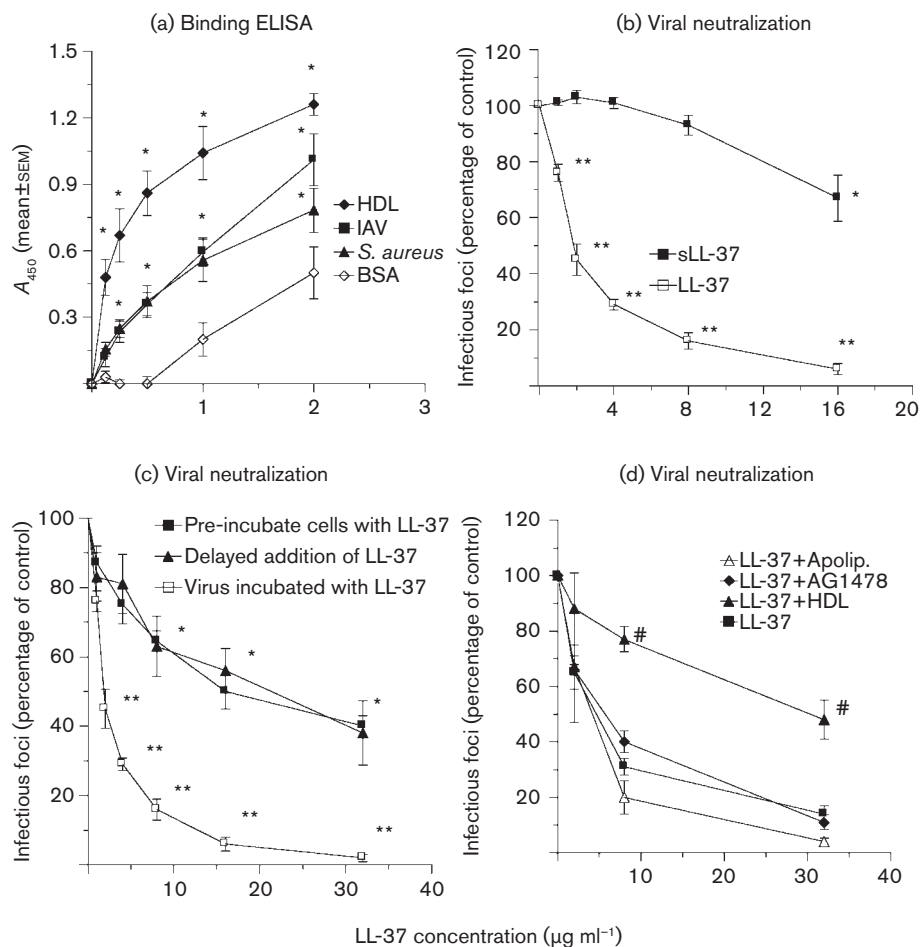 (a) Binding ELISA
1.5
1.2
0.9
0.6
0.3
A450 (mean±SEM)
* * * * *
* * * *
*
HDL
IAV
S. aureus
BSA
1 2 3
(b) Viral neutralization
120
100
80
60
40
20
Infectious foci (percentage of control)
**
**
**
**
**
*
sLL-37
LL-37
4 8 12 16 20
(c) Viral neutralization
100
80
60
40
20
Infectious foci (percentage of control)
Pre-incubate cells with LL-37
Delayed addition of LL-37
Virus incubated with LL-37
*
*
*
**
**
**
**
**
10 20 30 40
(d) Viral neutralization
120
100
80
60
40
20
Infectious foci (percentage of control)
LL-37+Apolip.
LL-37+AG1478
LL-37+HDL
LL-37
#
#
10 20 30 40
LL-37 concentration (µg ml⁻¹)